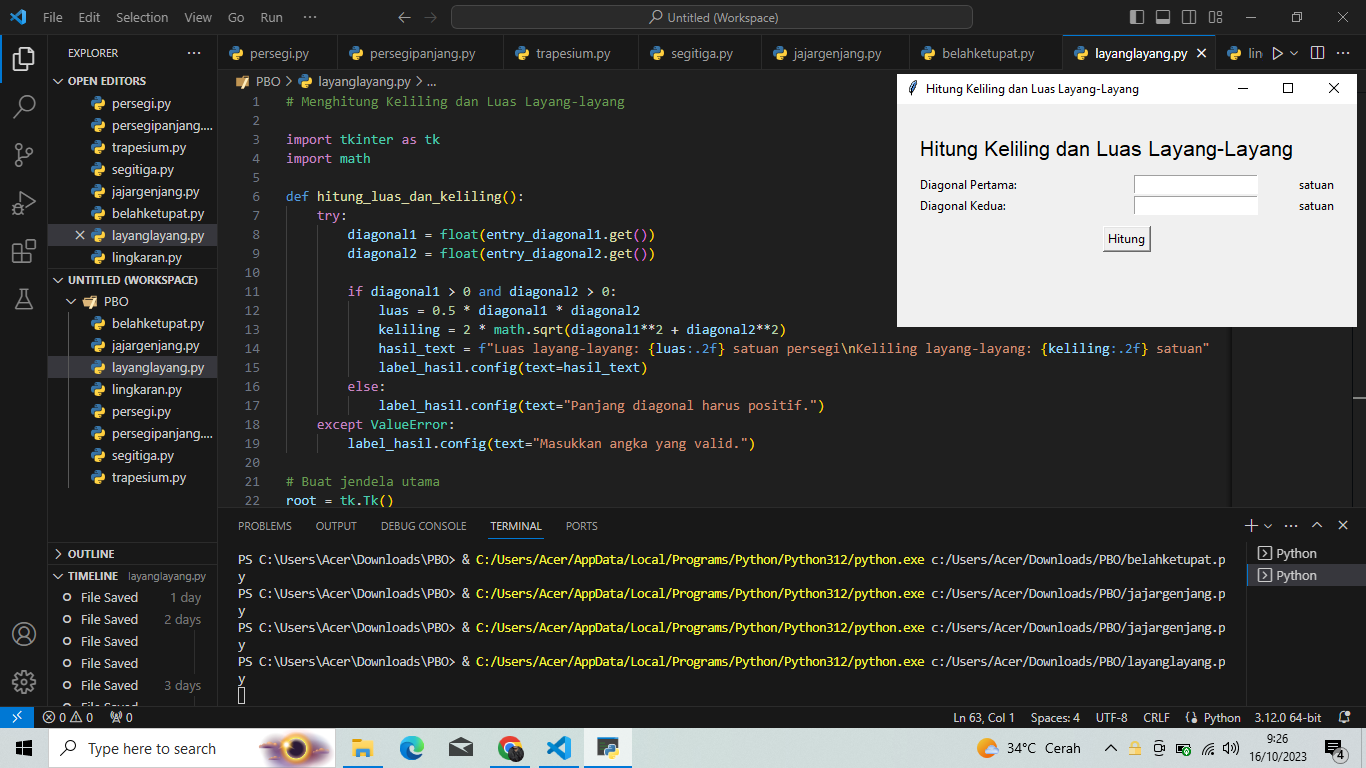 File Edit Selection View Go Run ··· Untitled (Workspace)
EXPLORER ···
OPEN EDITORS
persegi.py
persegipanjang....
trapesium.py
segitiga.py
jajargenjang.py
belahketupat.py
layanglayang.py
lingkaran.py
UNTITLED (WORKSPACE)
PBO
belahketupat.py
jajargenjang.py
layanglayang.py
lingkaran.py
persegi.py
persegipanjang....
segitiga.py
trapesium.py
OUTLINE
TIMELINE layanglayang.py
File Saved 1 day
File Saved 2 days
File Saved
File Saved
File Saved 3 days
persegi.py persegipanjang.py trapesium.py segitiga.py jajargenjang.py belahketupat.py layanglayang.py lin
PBO > layanglayang.py > ...
1 # Menghitung Keliling dan Luas Layang-layang
2
3 import tkinter as tk
4 import math
5
6 def hitung_luas_dan_keliling():
7 try:
8 diagonal1 = float(entry_diagonal1.get())
9 diagonal2 = float(entry_diagonal2.get())
10
11 if diagonal1 > 0 and diagonal2 > 0:
12 luas = 0.5 * diagonal1 * diagonal2
13 keliling = 2 * math.sqrt(diagonal1**2 + diagonal2**2)
14 hasil_text = f"Luas layang-layang: {luas:.2f} satuan persegi\nKeliling layang-layang: {keliling:.2f} satuan"
15 label_hasil.config(text=hasil_text)
16 else:
17 label_hasil.config(text="Panjang diagonal harus positif.")
18 except ValueError:
19 label_hasil.config(text="Masukkan angka yang valid.")
20
21 # Buat jendela utama
22 root = tk.Tk()
Hitung Keliling dan Luas Layang-Layang
Hitung Keliling dan Luas Layang-Layang
Diagonal Pertama: satuan
Diagonal Kedua: satuan
Hitung
PROBLEMS OUTPUT DEBUG CONSOLE TERMINAL PORTS
PS C:\Users\Acer\Downloads\PBO> & C:/Users/Acer/AppData/Local/Programs/Python/Python312/python.exe c:/Users/Acer/Downloads/PBO/belahketupat.p
y
PS C:\Users\Acer\Downloads\PBO> & C:/Users/Acer/AppData/Local/Programs/Python/Python312/python.exe c:/Users/Acer/Downloads/PBO/jajargenjang.p
y
PS C:\Users\Acer\Downloads\PBO> & C:/Users/Acer/AppData/Local/Programs/Python/Python312/python.exe c:/Users/Acer/Downloads/PBO/jajargenjang.p
y
PS C:\Users\Acer\Downloads\PBO> & C:/Users/Acer/AppData/Local/Programs/Python/Python312/python.exe c:/Users/Acer/Downloads/PBO/layanglayang.p
y
Python
Python
0 0 0 Ln 63, Col 1 Spaces: 4 UTF-8 CRLF Python 3.12.0 64-bit
Type here to search 34°C Cerah 9:26
16/10/2023 4